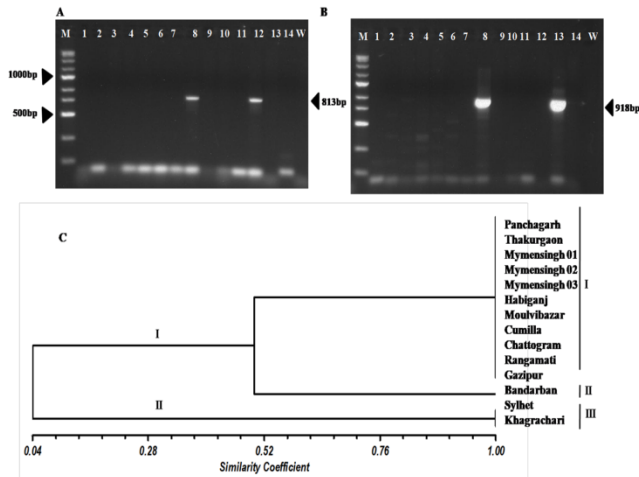 A
M 1 2 3 4 5 6 7 8 9 10 11 12 13 14 W
1000bp
500bp
813bp
B
M 1 2 3 4 5 6 7 8 9 10 11 12 13 14 W
918bp
C
Panchagarh
Thakurgaon
Mymensingh 01
Mymensingh 02
Mymensingh 03
I
Habiganj
Moulvibazar
Cumilla
Chattogram
Rangamati
Gazipur
Bandarban II
Sylhet
Khagrachari
III
I
II
0.04 0.28 0.52 0.76 1.00
Similarity Coefficient